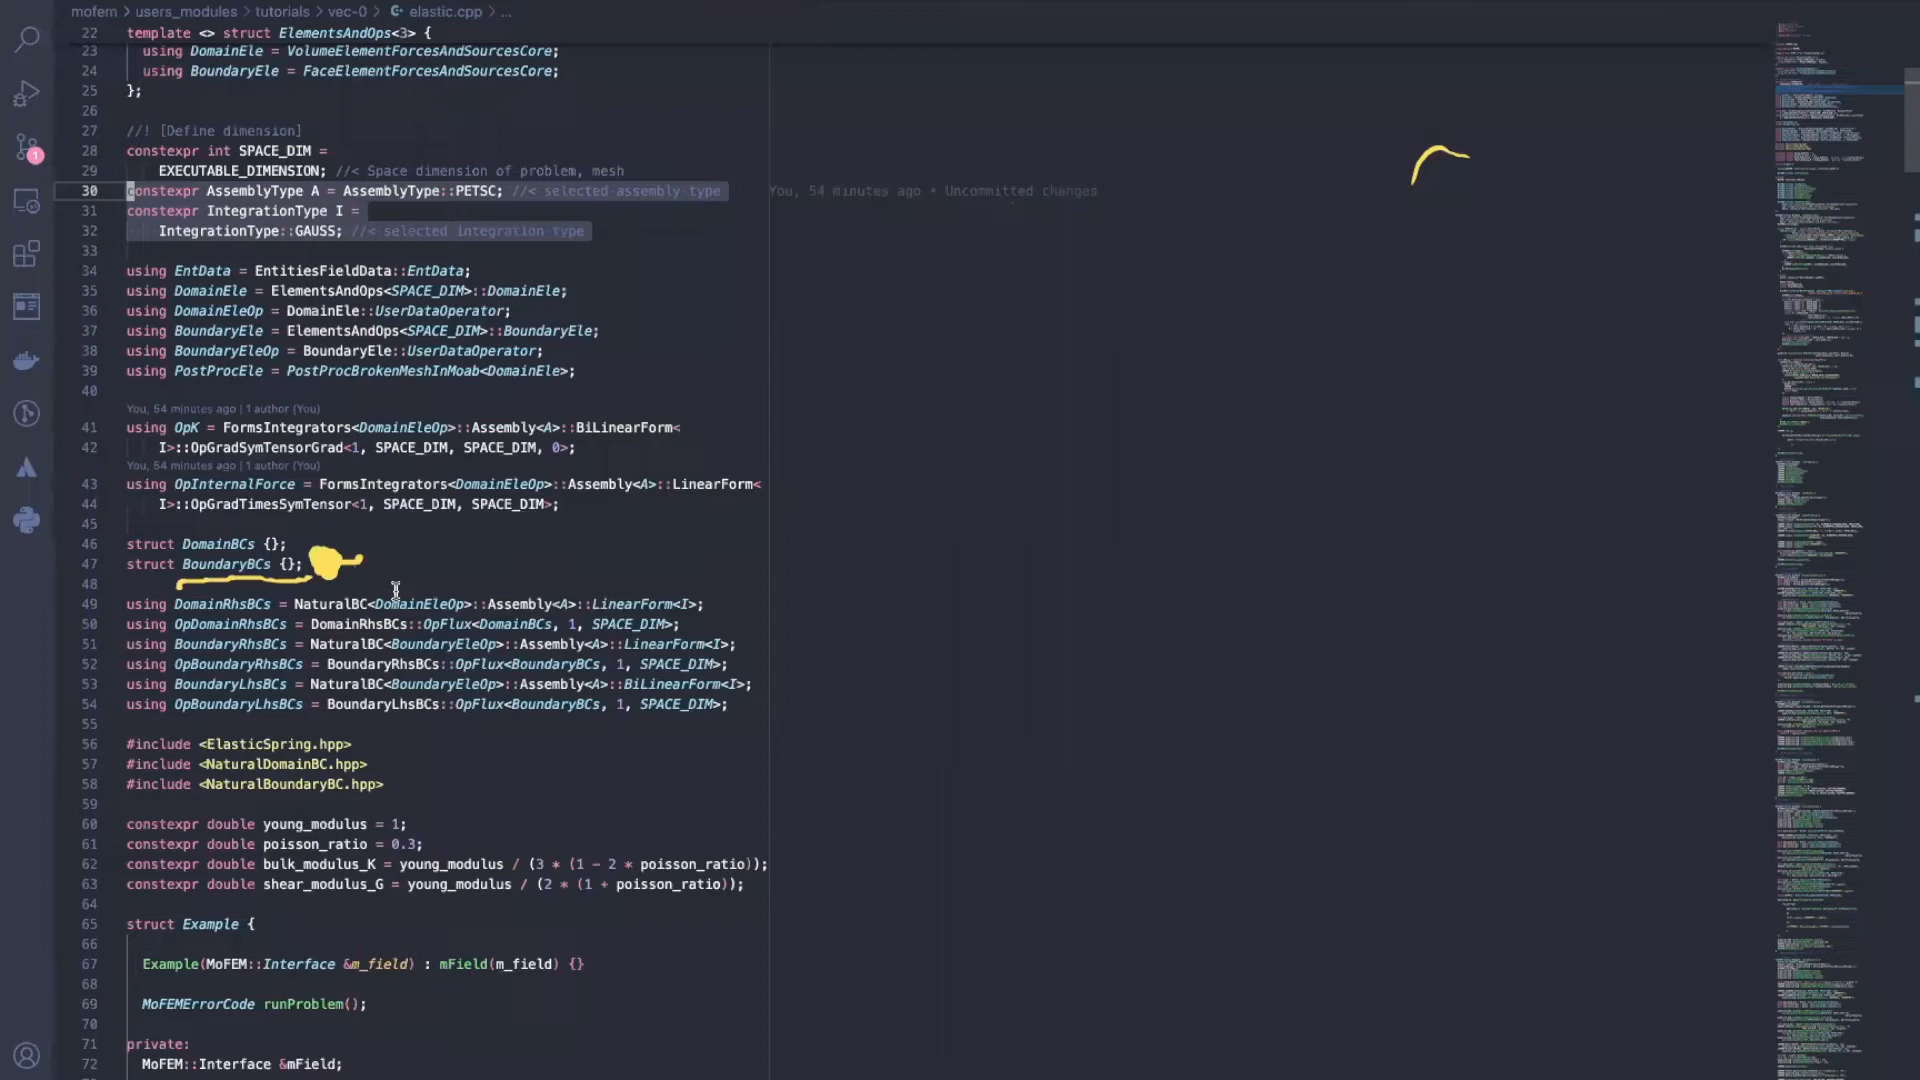 mofem > users_modules > tutorials > vec-0 > elastic.cpp > ...
22 template <> struct ElementsAndOps<3> {
23 using DomainEle = VolumeElementForcesAndSourcesCore;
24 using BoundaryEle = FaceElementForcesAndSourcesCore;
25 };
26
27 //! [Define dimension]
28 constexpr int SPACE_DIM =
29 EXECUTABLE_DIMENSION; //< Space dimension of problem, mesh
30 constexpr AssemblyType A = AssemblyType::PETSC; //< selected assembly type You, 54 minutes ago • Uncommitted changes
31 constexpr IntegrationType I =
32 IntegrationType::GAUSS; //< selected integration type
33
34 using EntData = EntitiesFieldData::EntData;
35 using DomainEle = ElementsAndOps<SPACE_DIM>::DomainEle;
36 using DomainEleOp = DomainEle::UserDataOperator;
37 using BoundaryEle = ElementsAndOps<SPACE_DIM>::BoundaryEle;
38 using BoundaryEleOp = BoundaryEle::UserDataOperator;
39 using PostProcEle = PostProcBrokenMeshInMoab<DomainEle>;
40
You, 54 minutes ago | 1 author (You)
41 using OpK = FormsIntegrators<DomainEleOp>::Assembly<A>::BiLinearForm<
42 I>::OpGradSymTensorGrad<1, SPACE_DIM, SPACE_DIM, 0>;
You, 54 minutes ago | 1 author (You)
43 using OpInternalForce = FormsIntegrators<DomainEleOp>::Assembly<A>::LinearForm<
44 I>::OpGradTimesSymTensor<1, SPACE_DIM, SPACE_DIM>;
45
46 struct DomainBCs {};
47 struct BoundaryBCs {};
48
49 using DomainRhsBCs = NaturalBC<DomainEleOp>::Assembly<A>::LinearForm<I>;
50 using OpDomainRhsBCs = DomainRhsBCs::OpFlux<DomainBCs, 1, SPACE_DIM>;
51 using BoundaryRhsBCs = NaturalBC<BoundaryEleOp>::Assembly<A>::LinearForm<I>;
52 using OpBoundaryRhsBCs = BoundaryRhsBCs::OpFlux<BoundaryBCs, 1, SPACE_DIM>;
53 using BoundaryLhsBCs = NaturalBC<BoundaryEleOp>::Assembly<A>::BiLinearForm<I>;
54 using OpBoundaryLhsBCs = BoundaryLhsBCs::OpFlux<BoundaryBCs, 1, SPACE_DIM>;
55
56 #include <ElasticSpring.hpp>
57 #include <NaturalDomainBC.hpp>
58 #include <NaturalBoundaryBC.hpp>
59
60 constexpr double young_modulus = 1;
61 constexpr double poisson_ratio = 0.3;
62 constexpr double bulk_modulus_K = young_modulus / (3 * (1 - 2 * poisson_ratio));
63 constexpr double shear_modulus_G = young_modulus / (2 * (1 + poisson_ratio));
64
65 struct Example {
66
67 Example(MoFEM::Interface &m_field) : mField(m_field) {}
68
69 MoFEMErrorCode runProblem();
70
71 private:
72 MoFEM::Interface &mField;
1